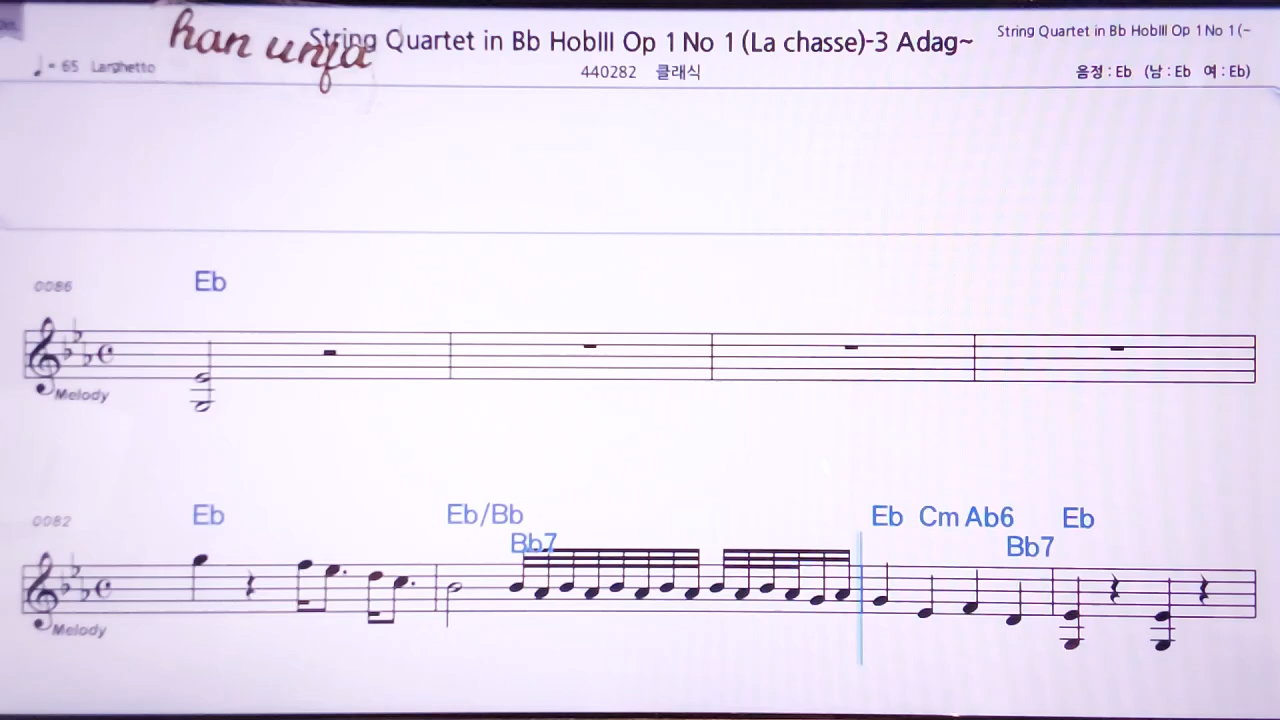 han unfa
String Quartet in Bb HobIII Op 1 No 1 (La chasse)-3 Adag~
String Quartet in Bb HobIII Op 1 No 1 (~
♩ = 65 Larghetto
440282 클래식
음정 : Eb (남 : Eb 여 : Eb)
0086
Eb
Melody
0082
Eb Eb/Bb Eb Cm Ab6 Eb
Bb7 Bb7
Melody